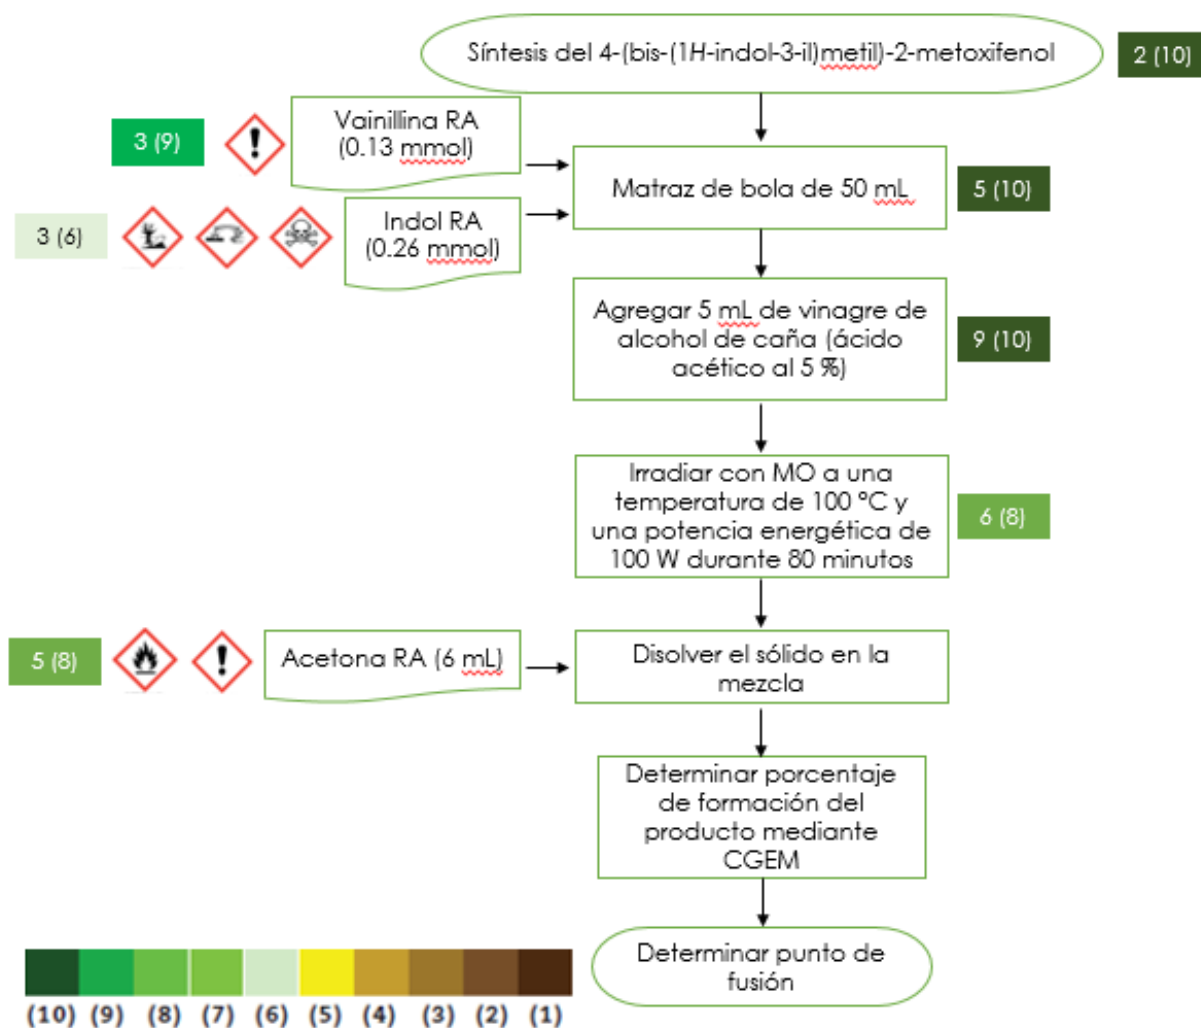 Síntesis del 4-(bis-(1H-indol-3-il)metil)-2-metoxifenol
2 (10)
3 (9)
Vainillina RA
(0.13 mmol)
Matraz de bola de 50 mL
5 (10)
3 (6)
Indol RA
(0.26 mmol)
Agregar 5 mL de vinagre de
alcohol de caña (ácido
acético al 5 %)
9 (10)
Irradiar con MO a una
temperatura de 100 °C y
una potencia energética de
100 W durante 80 minutos
6 (8)
5 (8)
Acetona RA (6 mL)
Disolver el sólido en la
mezcla
Determinar porcentaje
de formación del
producto mediante
CGEM
Determinar punto de
fusión
(10) (9) (8) (7) (6) (5) (4) (3) (2) (1)